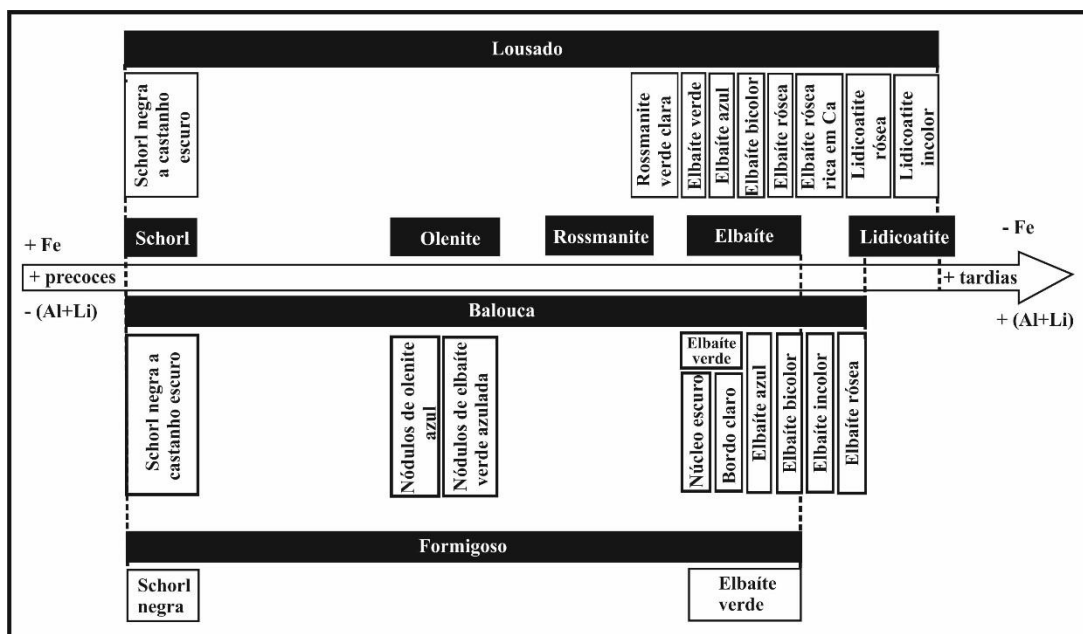 Lousado
Schorl negra
a castanho
escuro
Rossmanite
verde clara
Elbaíte verde
Elbaíte azul
Elbaíte bicolor
Elbaíte rósea
Elbaíte rósea
rica em Ca
Lidicoatite
rósea
Lidicoatite
incolor
+ Fe
Schorl
Olenite
Rossmanite
Elbaíte
Lidicoatite
- Fe
+ precoces
+ tardias
- (Al+Li)
+ (Al+Li)
Balouca
Schorl negra a
castanho escuro
Nódulos de olenite
azul
Nódulos de elbaíte
verde azulada
Elbaíte
verde
Núcleo escuro
Bordo claro
Elbaíte azul
Elbaíte bicolor
Elbaíte incolor
Elbaíte rósea
Formigoso
Schorl
negra
Elbaíte
verde